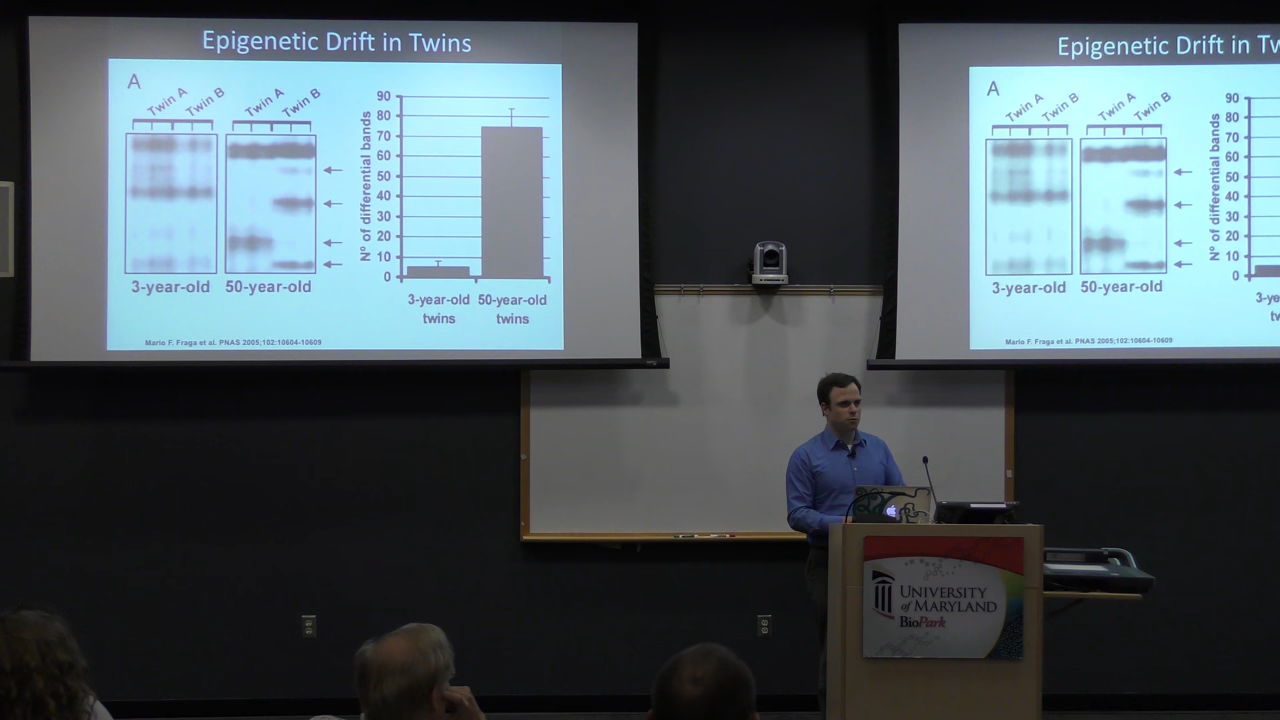 Epigenetic Drift in Twins
A
Twin A
Twin B
Twin A
Twin B
3-year-old
50-year-old
Nº of differential bands
90
80
70
60
50
40
30
20
10
0
3-year-old
twins
50-year-old
twins
Mario F. Fraga et al. PNAS 2005;102:10604-10609
Epigenetic Drift in Tw
A
Twin A
Twin B
Twin A
Twin B
3-year-old
50-year-old
Nº of differential bands
90
80
70
60
50
40
30
20
10
0
3-ye
tw
Mario F. Fraga et al. PNAS 2005;102:10604-10609
UNIVERSITY
of MARYLAND
BioPark